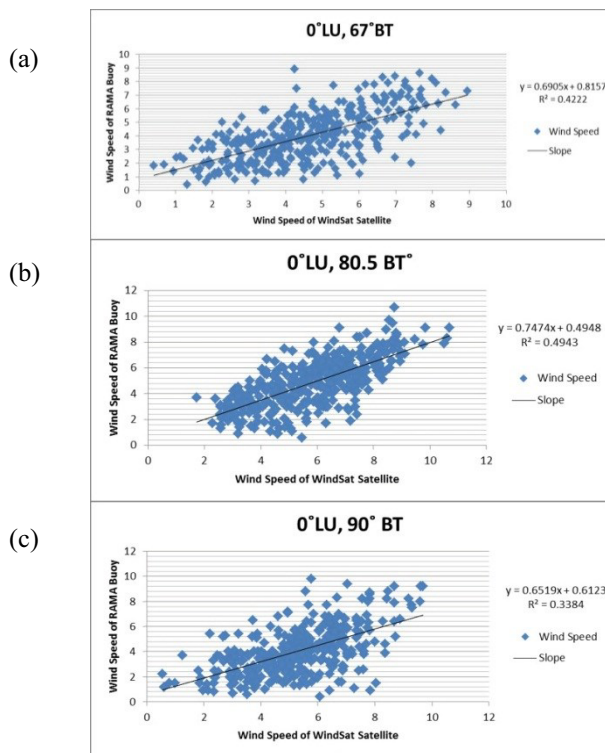 (a)
0°LU, 67°BT
Wind Speed of RAMA Buoy
10
9
8
7
6
5
4
3
2
1
0
0 1 2 3 4 5 6 7 8 9 10
Wind Speed of WindSat Satellite
y = 0.6905x + 0.8157
R² = 0.4222
Wind Speed
Slope
(b)
0°LU, 80.5 BT°
Wind Speed of RAMA Buoy
12
10
8
6
4
2
0
0 2 4 6 8 10 12
Wind Speed of WindSat Satellite
y = 0.7474x + 0.4948
R² = 0.4943
Wind Speed
Slope
(c)
0°LU, 90° BT
Wind Speed of RAMA Buoy
12
10
8
6
4
2
0
0 2 4 6 8 10 12
Wind Speed of WindSat Satellite
y = 0.6519x + 0.6123
R² = 0.3384
Wind Speed
Slope